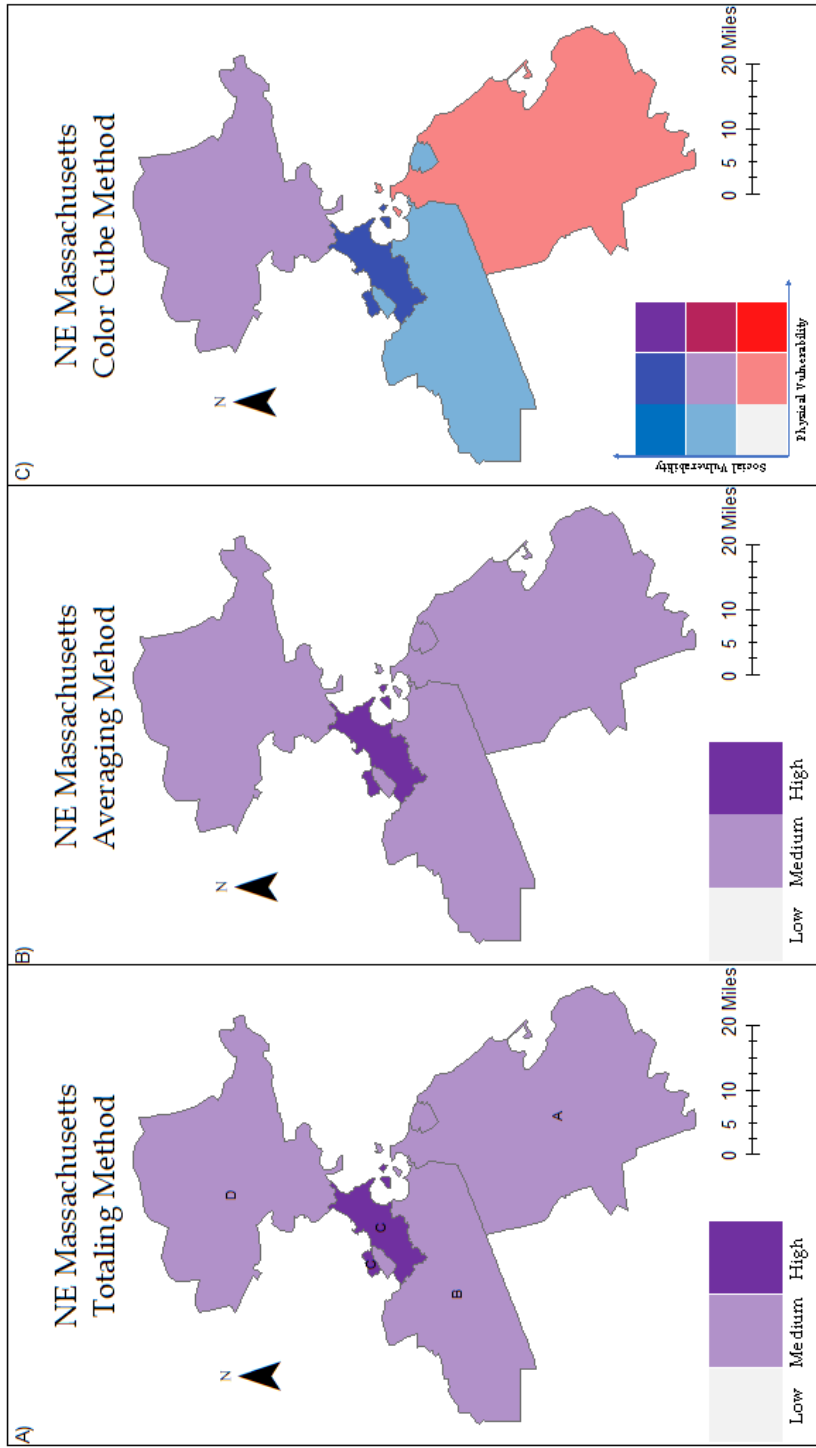 A)
NE Massachusetts
Totaling Method
N
D
C
C
B
A
0 5 10 20 Miles
Low Medium High
B)
NE Massachusetts
Averaging Mehod
N
0 5 10 20 Miles
Low Medium High
C)
NE Massachusetts
Color Cube Method
N
Social Vulnerability
Physical Vulnerability
0 5 10 20 Miles